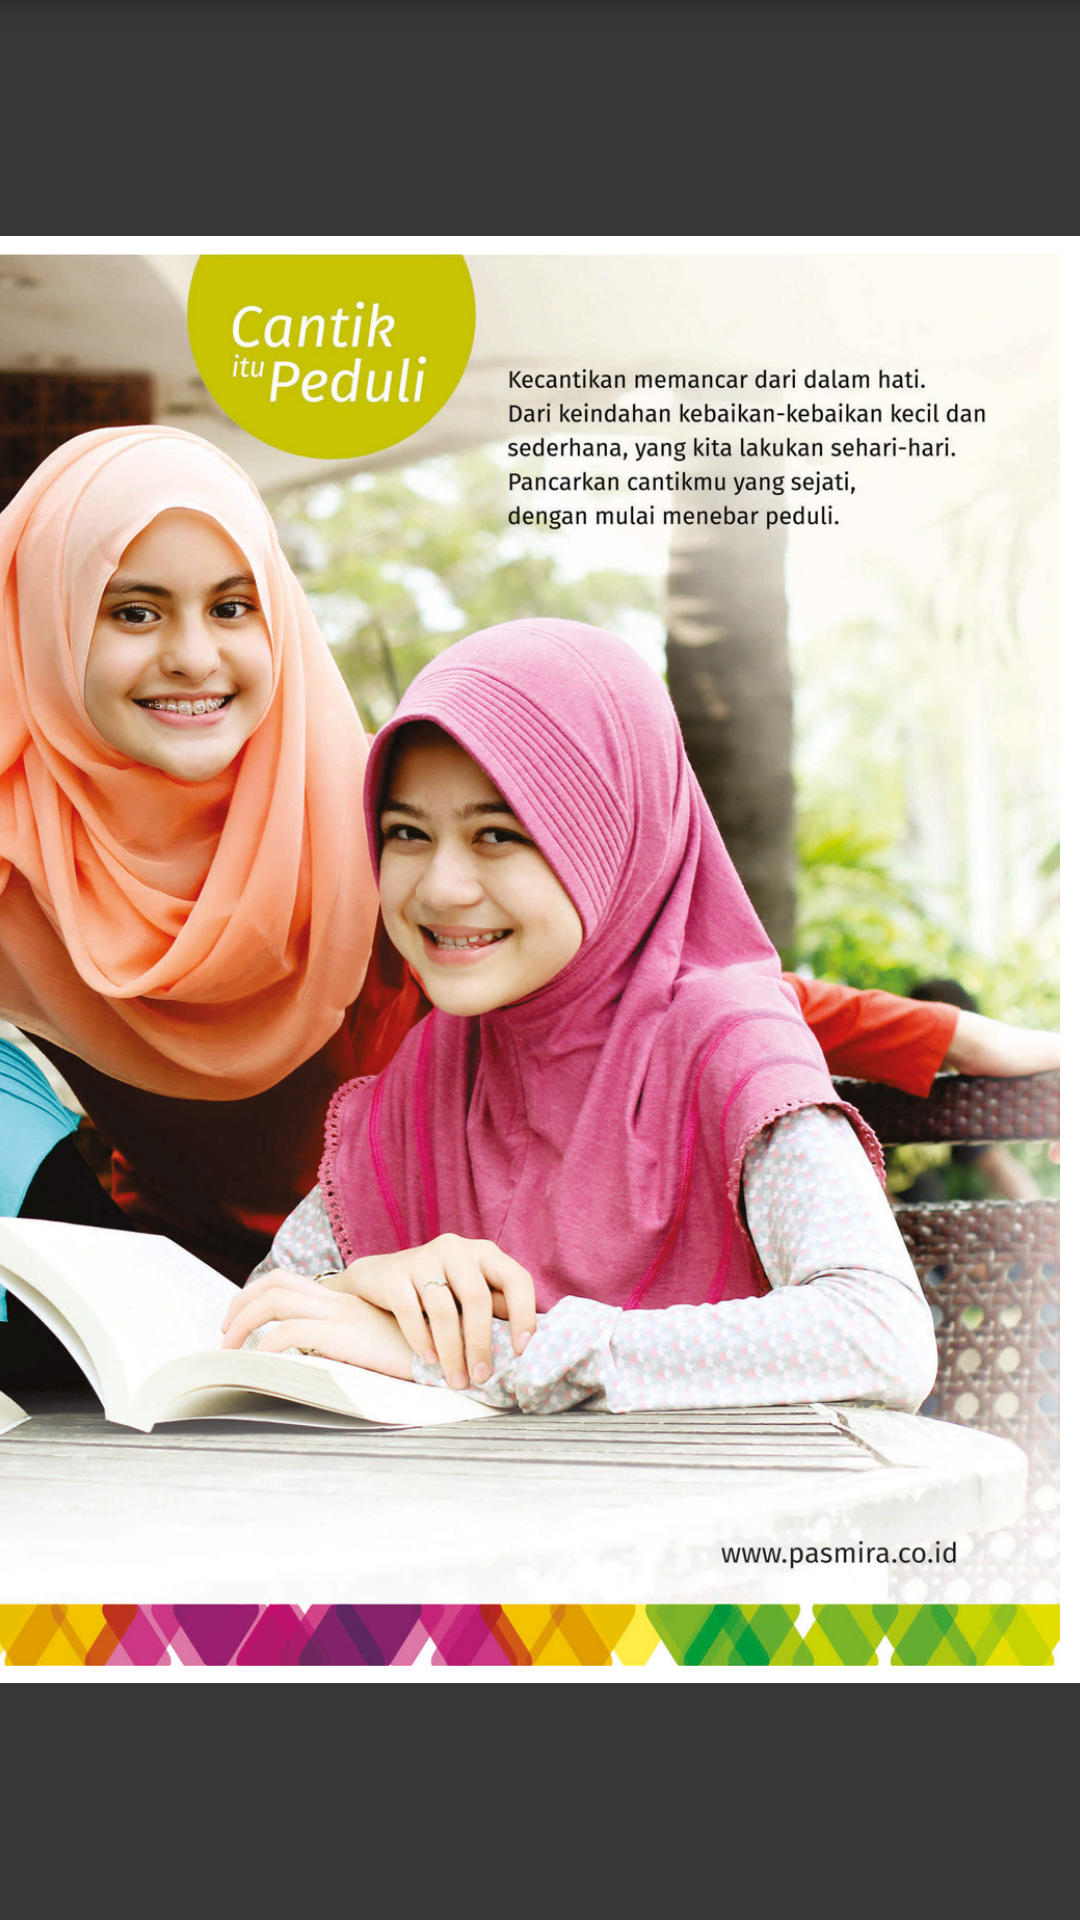 Cantik
itu Peduli
Kecantikan memancar dari dalam hati.
Dari keindahan kebaikan-kebaikan kecil dan
sederhana, yang kita lakukan sehari-hari.
Pancarkan cantikmu yang sejati,
dengan mulai menebar peduli.
www.pasmira.co.id